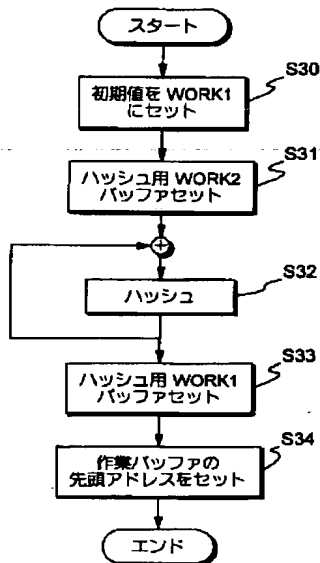 スタート
S30
初期値を WORK1
にセット
S31
ハッシュ用 WORK2
バッファセット
S32
ハッシュ
S33
ハッシュ用 WORK1
バッファセット
S34
作業バッファの
先頭アドレスをセット
エンド